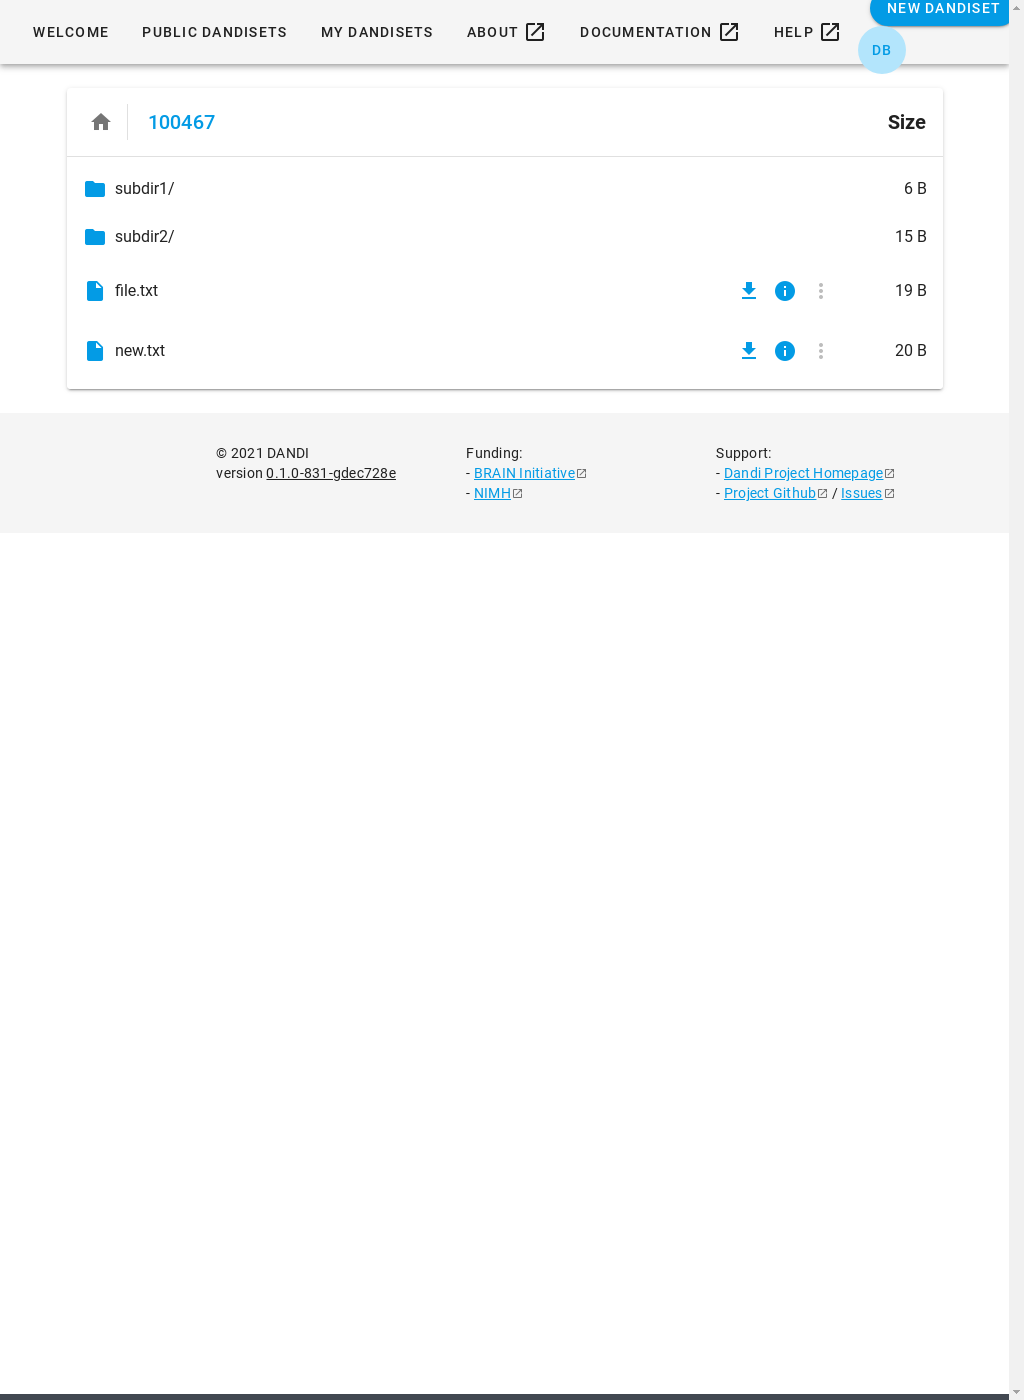 WELCOME
PUBLIC DANDISETS
MY DANDISETS
ABOUT
DOCUMENTATION
HELP
NEW DANDISET
DB
100467
Size
subdir1/
6 B
subdir2/
15 B
file.txt
19 B
new.txt
20 B
© 2021 DANDI
version 0.1.0-831-gdec728e
Funding:
- BRAIN Initiative
- NIMH
Support:
- Dandi Project Homepage
- Project Github / Issues